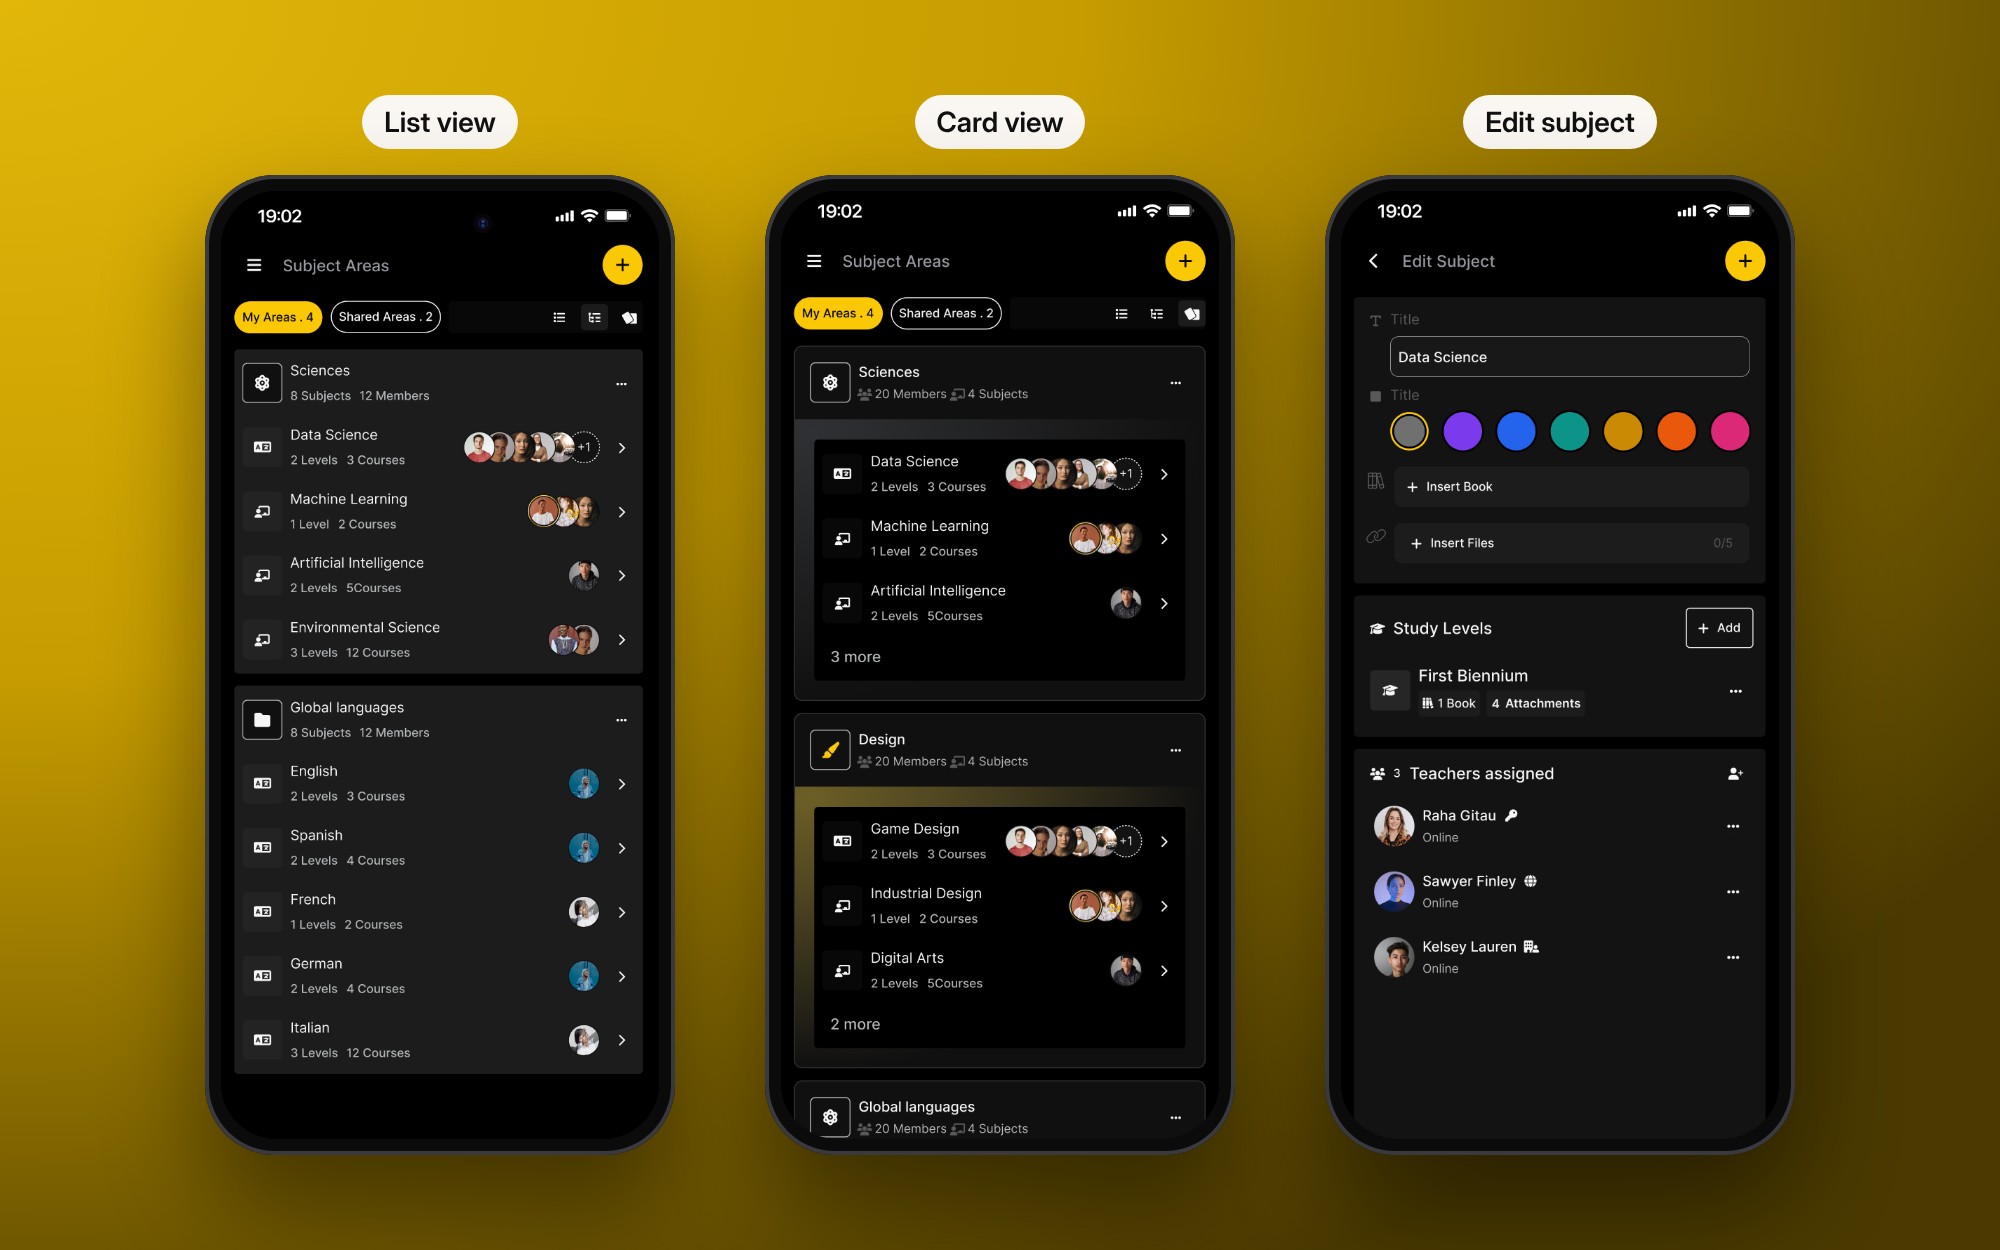 List view
19:02
Subject Areas
My Areas . 4
Shared Areas . 2
Sciences
8 Subjects 12 Members
Data Science
2 Levels 3 Courses
+1
Machine Learning
1 Level 2 Courses
Artificial Intelligence
2 Levels 5Courses
Environmental Science
3 Levels 12 Courses
Global languages
8 Subjects 12 Members
English
2 Levels 3 Courses
Spanish
2 Levels 4 Courses
French
1 Levels 2 Courses
German
2 Levels 4 Courses
Italian
3 Levels 12 Courses
Card view
19:02
Subject Areas
My Areas . 4
Shared Areas . 2
Sciences
20 Members 4 Subjects
Data Science
2 Levels 3 Courses
+1
Machine Learning
1 Level 2 Courses
Artificial Intelligence
2 Levels 5Courses
3 more
Design
20 Members 4 Subjects
Game Design
2 Levels 3 Courses
+1
Industrial Design
1 Level 2 Courses
Digital Arts
2 Levels 5Courses
2 more
Global languages
20 Members 4 Subjects
Edit subject
19:02
Edit Subject
Title
Data Science
Title
+ Insert Book
+ Insert Files 0/5
Study Levels
+ Add
First Biennium
1 Book 4 Attachments
3 Teachers assigned
Raha Gitau
Online
Sawyer Finley
Online
Kelsey Lauren
Online